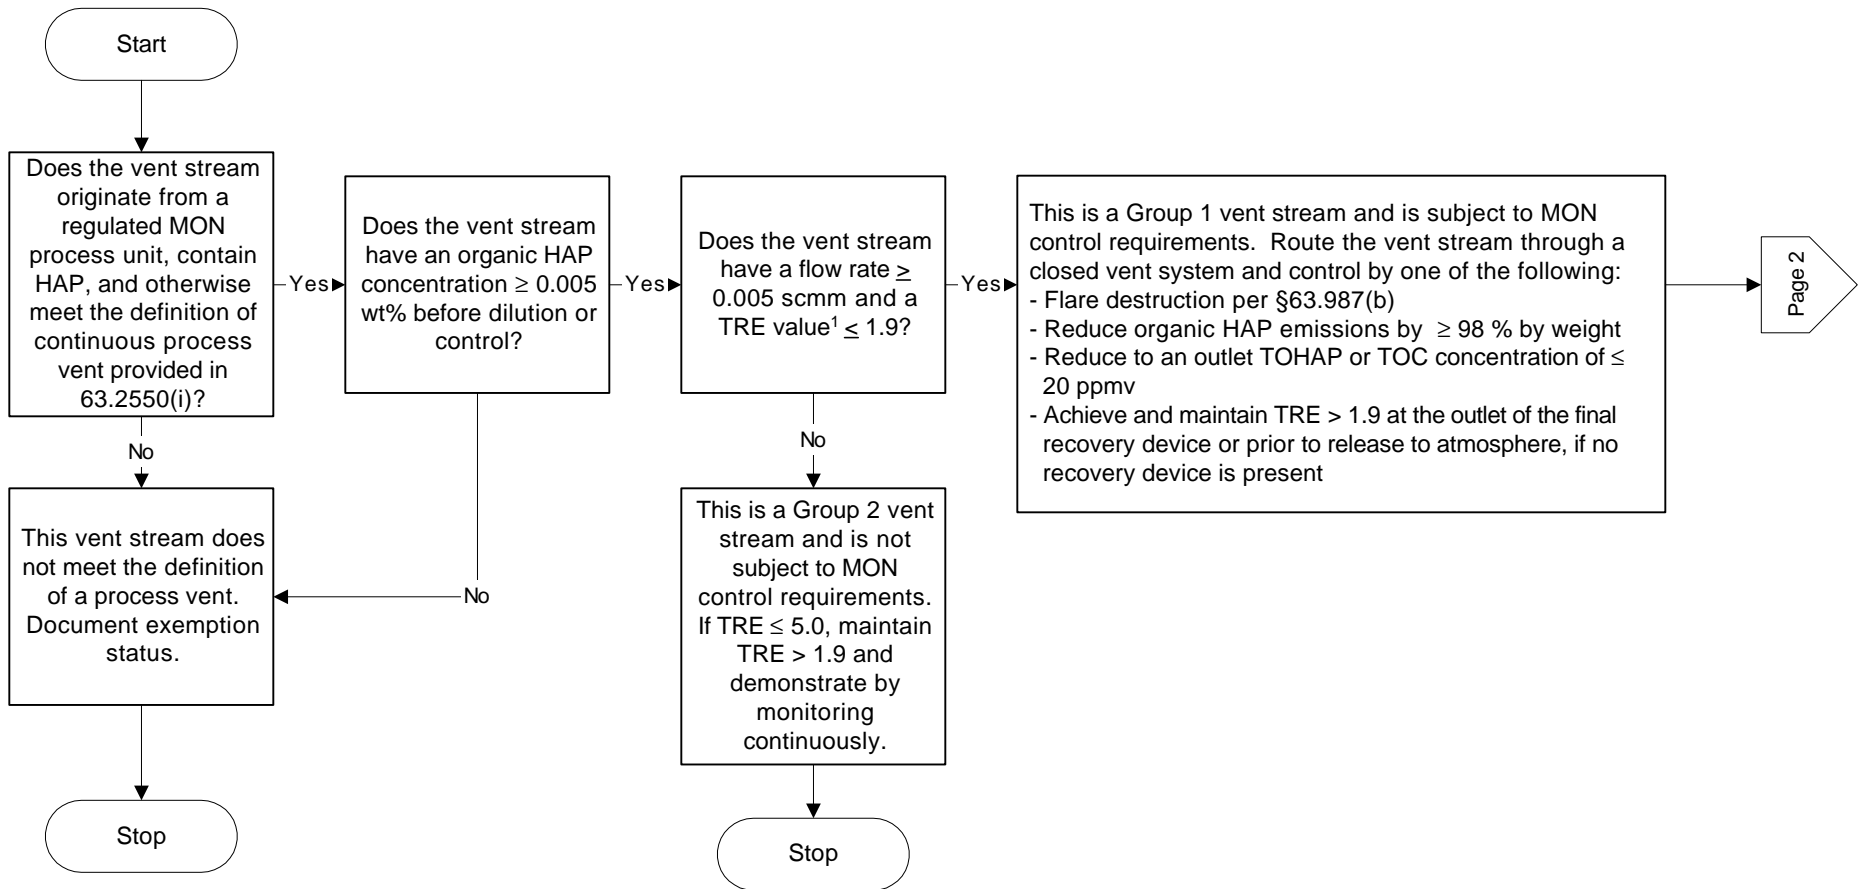 Start
Does the vent stream
originate from a
regulated MON
process unit, contain
HAP, and otherwise
meet the definition of
continuous process
vent provided in
63.2550(i)?
Yes
Does the vent stream
have an organic HAP
concentration ≥ 0.005
wt% before dilution or
control?
Yes
Does the vent stream
have a flow rate ≥
0.005 scmm and a
TRE value¹ ≤ 1.9?
Yes
This is a Group 1 vent stream and is subject to MON
control requirements. Route the vent stream through a
closed vent system and control by one of the following:
- Flare destruction per §63.987(b)
- Reduce organic HAP emissions by ≥ 98 % by weight
- Reduce to an outlet TOHAP or TOC concentration of ≤
20 ppmv
- Achieve and maintain TRE > 1.9 at the outlet of the final
recovery device or prior to release to atmosphere, if no
recovery device is present
Page 2
No
This vent stream does
not meet the definition
of a process vent.
Document exemption
status.
No
No
This is a Group 2 vent
stream and is not
subject to MON
control requirements.
If TRE ≤ 5.0, maintain
TRE > 1.9 and
demonstrate by
monitoring
continuously.
Stop
Stop